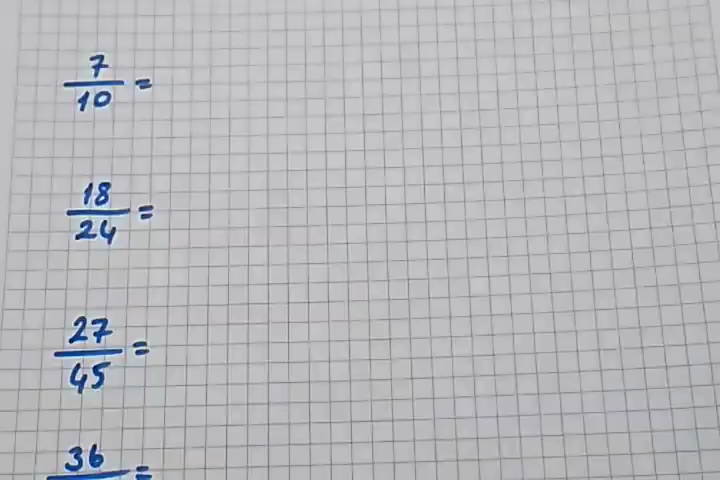 7/10 =
18/24 =
27/45 =
36/ =